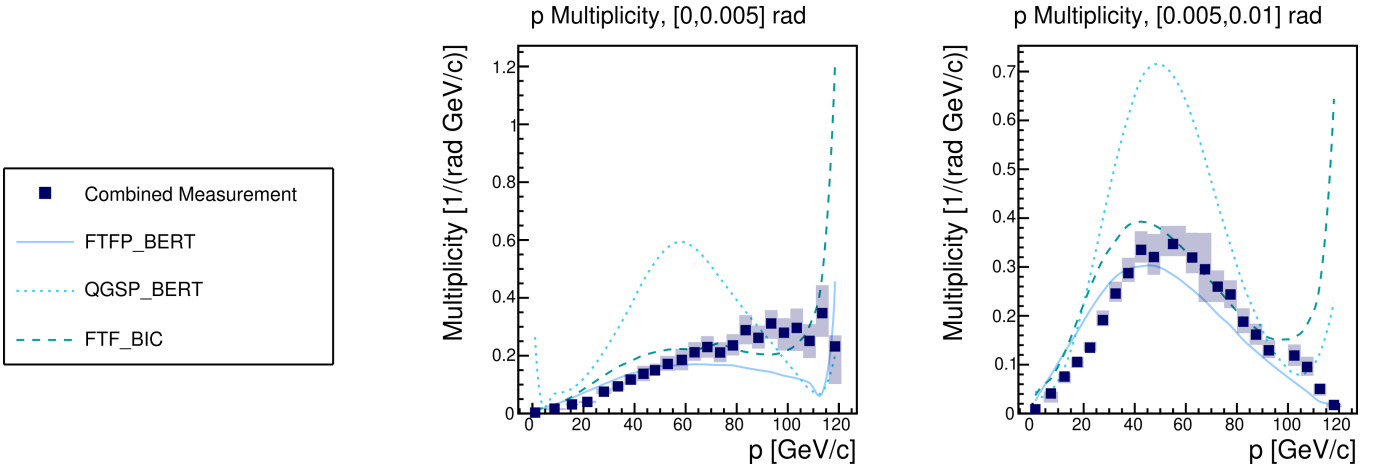 p Multiplicity, [0,0.005] rad
p Multiplicity, [0.005,0.01] rad
Combined Measurement
FTFP_BERT
QGSP_BERT
FTF_BIC
Multiplicity [1/(rad GeV/c)]
1.2
1
0.8
0.6
0.4
0.2
0
0 20 40 60 80 100 120
p [GeV/c]
Multiplicity [1/(rad GeV/c)]
0.7
0.6
0.5
0.4
0.3
0.2
0.1
0
0 20 40 60 80 100 120
p [GeV/c]